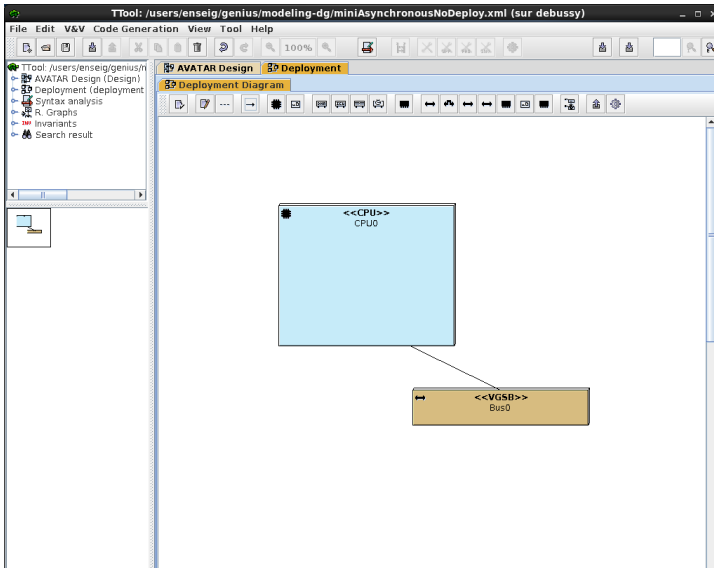 TTool: /users/enseig/genius/modeling-dg/miniAsynchronousNoDeploy.xml (sur debussy)
File Edit V&V Code Generation View Tool Help
100%
TTool: /users/enseig/genius/n
AVATAR Design (Design)
Deployment (deployment
Syntax analysis
R. Graphs
INV Invariants
Search result
AVATAR Design Deployment
Deployment Diagram
<<CPU>>
CPU0
<<VGSB>>
Bus0